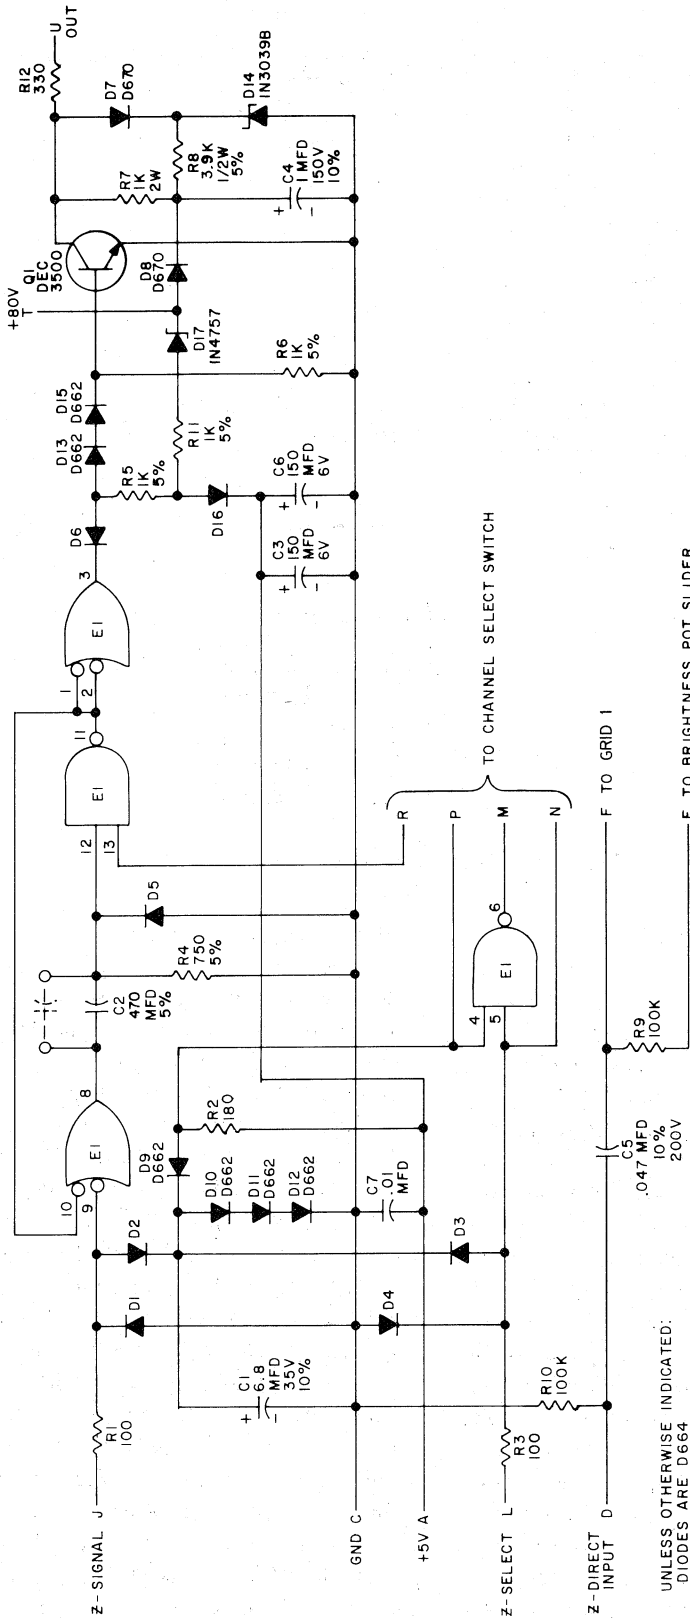 Z-SIGNAL J
R1
100
D1
D2
10
9
E1
8
C2
470
MFD
5%
R4
750
5%
D5
12
13
E1
11
1
2
E1
3
D6
R5
1K
5%
D13
D662
D15
D662
+80V
T
Q1
DEC
3500
R7
1K
2W
R12
330
U
OUT
D7
D670
D14
1N3039B
R8
3.9K
1/2W
5%
C4
1 MFD
150V
10%
+
-
D8
D670
D17
1N4757
R11
1K
5%
R6
1K
5%
D16
C6
150
MFD
6V
+
-
C3
150
MFD
6V
+
-
D9
D662
R2
180
D10
D662
D11
D662
D12
D662
C7
.01
MFD
C1
6.8
MFD
35V
10%
+
-
D3
D4
GND C
+5V A
Z-SELECT L
R3
100
4
5
E1
6
R
P
M
N
TO CHANNEL SELECT SWITCH
Z-DIRECT
INPUT D
R10
100K
C5
.047 MFD
10%
200V
R9
100K
F TO GRID 1
E TO BRIGHTNESS POT SLIDER
UNLESS OTHERWISE INDICATED:
DIODES ARE D664